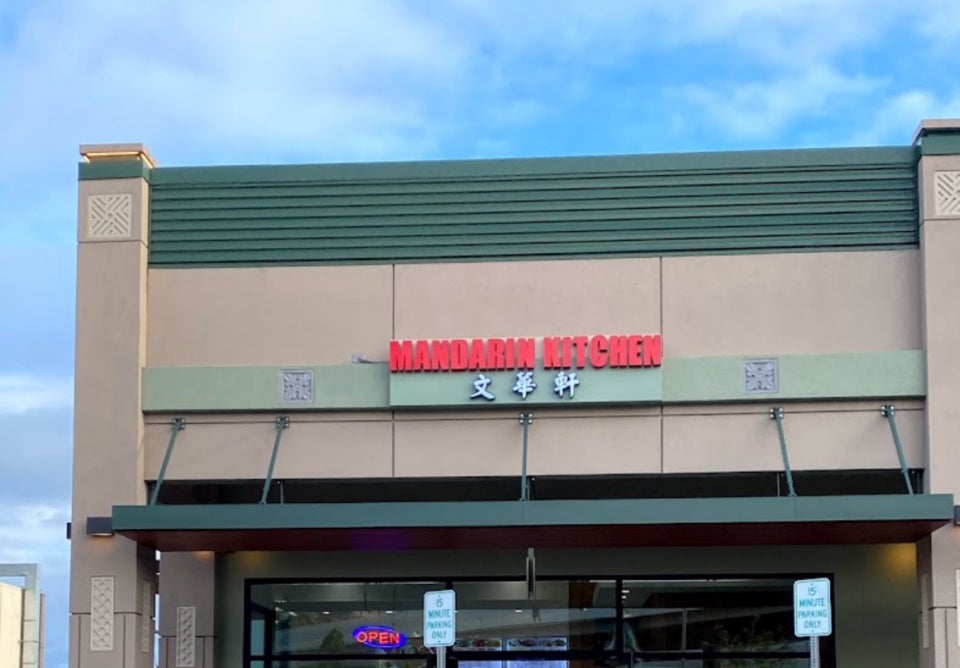 MANDARIN KITCHEN
文華軒
OPEN
15
MINUTE
PARKING
ONLY
15
MINUTE
PARKING
ONLY